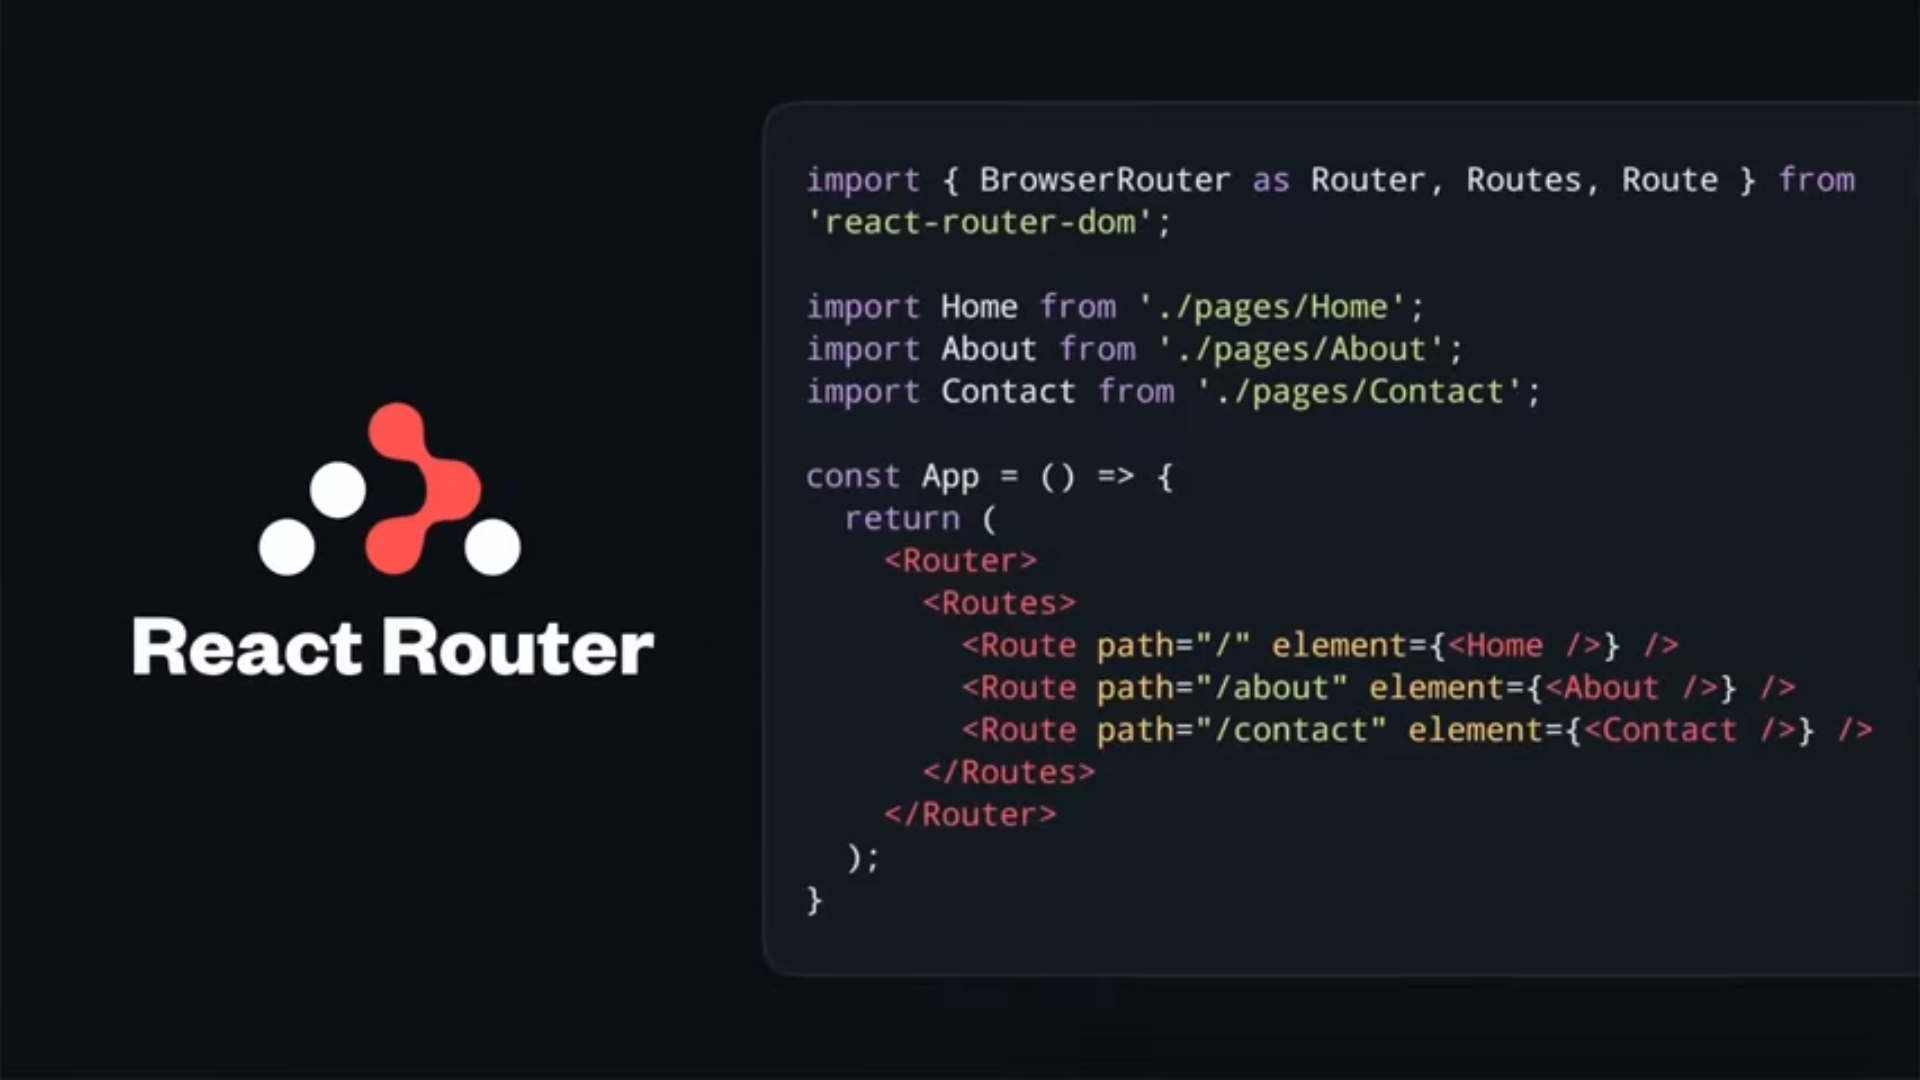 React Router
import { BrowserRouter as Router, Routes, Route } from
'react-router-dom';
import Home from './pages/Home';
import About from './pages/About';
import Contact from './pages/Contact';
const App = () => {
  return (
    <Router>
      <Routes>
        <Route path="/" element={<Home />} />
        <Route path="/about" element={<About />} />
        <Route path="/contact" element={<Contact />} />
      </Routes>
    </Router>
  );
}